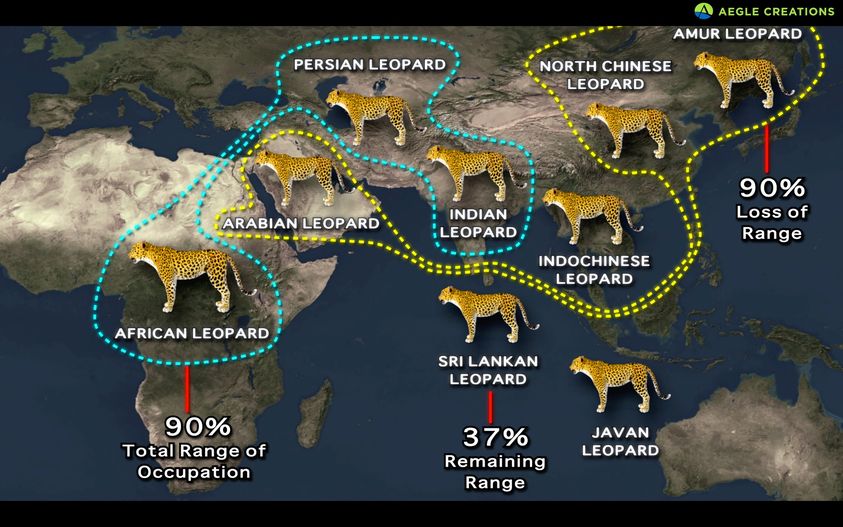 AEGLE CREATIONS
AMUR LEOPARD
PERSIAN LEOPARD
NORTH CHINESE
LEOPARD
90%
Loss of
Range
ARABIAN LEOPARD
INDIAN
LEOPARD
INDOCHINESE
LEOPARD
AFRICAN LEOPARD
SRI LANKAN
LEOPARD
90%
Total Range of
Occupation
37%
Remaining
Range
JAVAN
LEOPARD